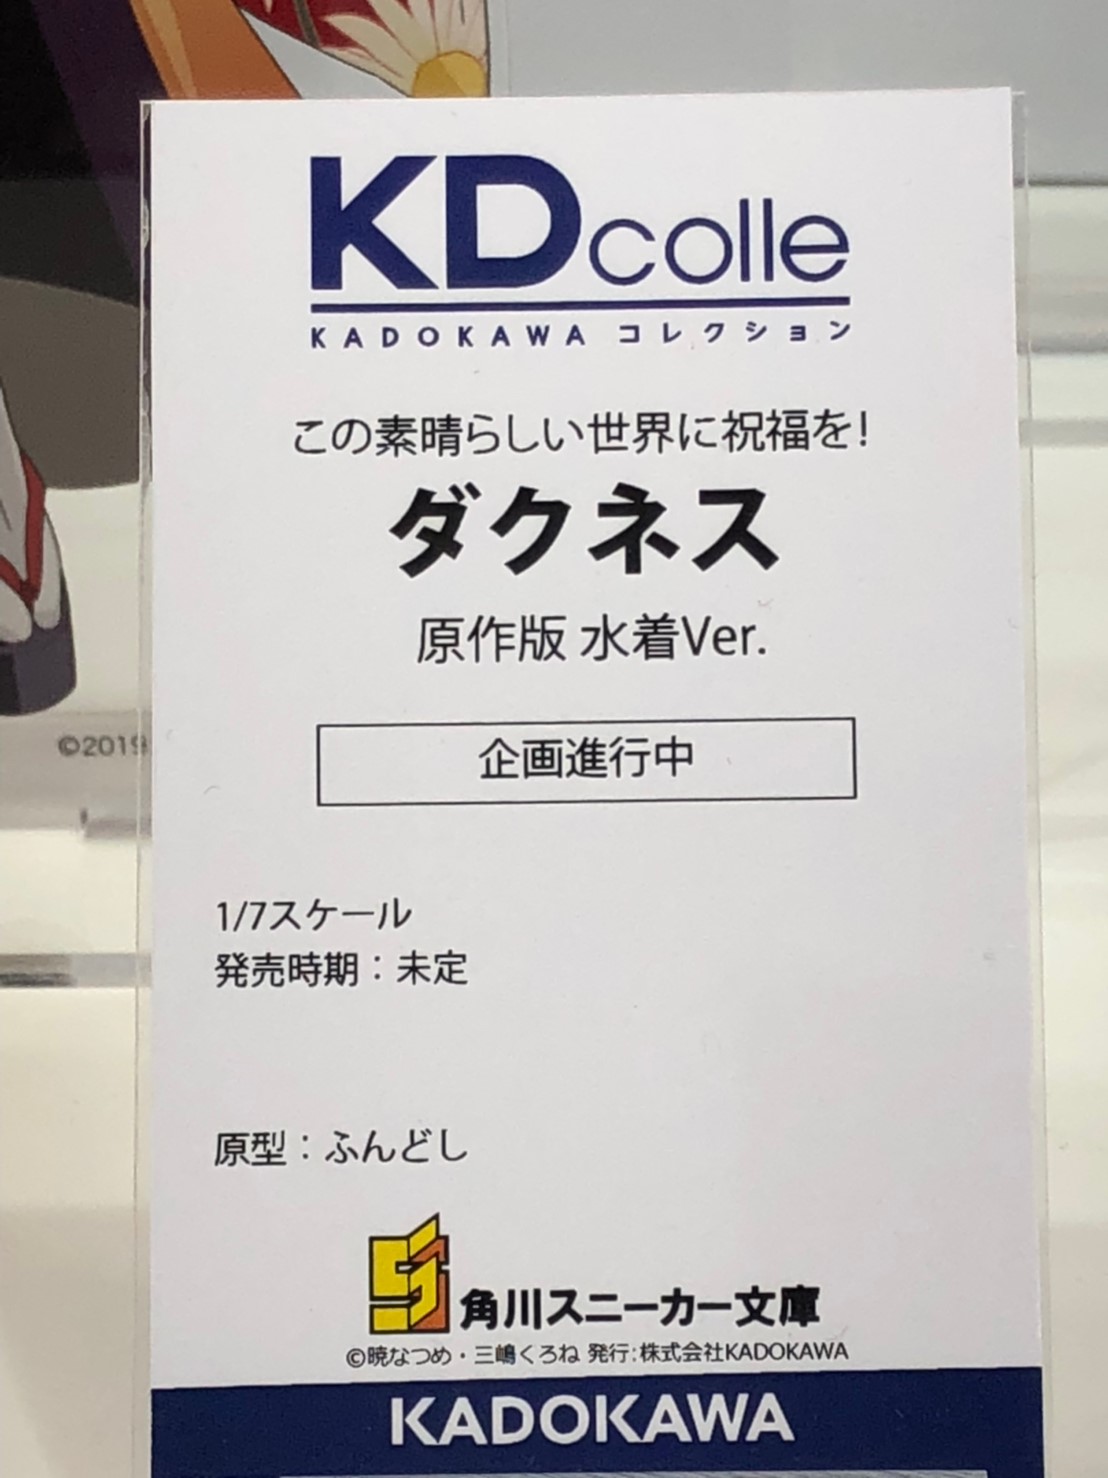 KDcolle
KADOKAWA コレクション
この素晴らしい世界に祝福を!
ダクネス
原作版 水着Ver.
企画進行中
1/7スケール
発売時期：未定
原型：ふんどし
角川スニーカー文庫
©暁なつめ・三嶋くろね 発行：株式会社KADOKAWA
KADOKAWA
©2019